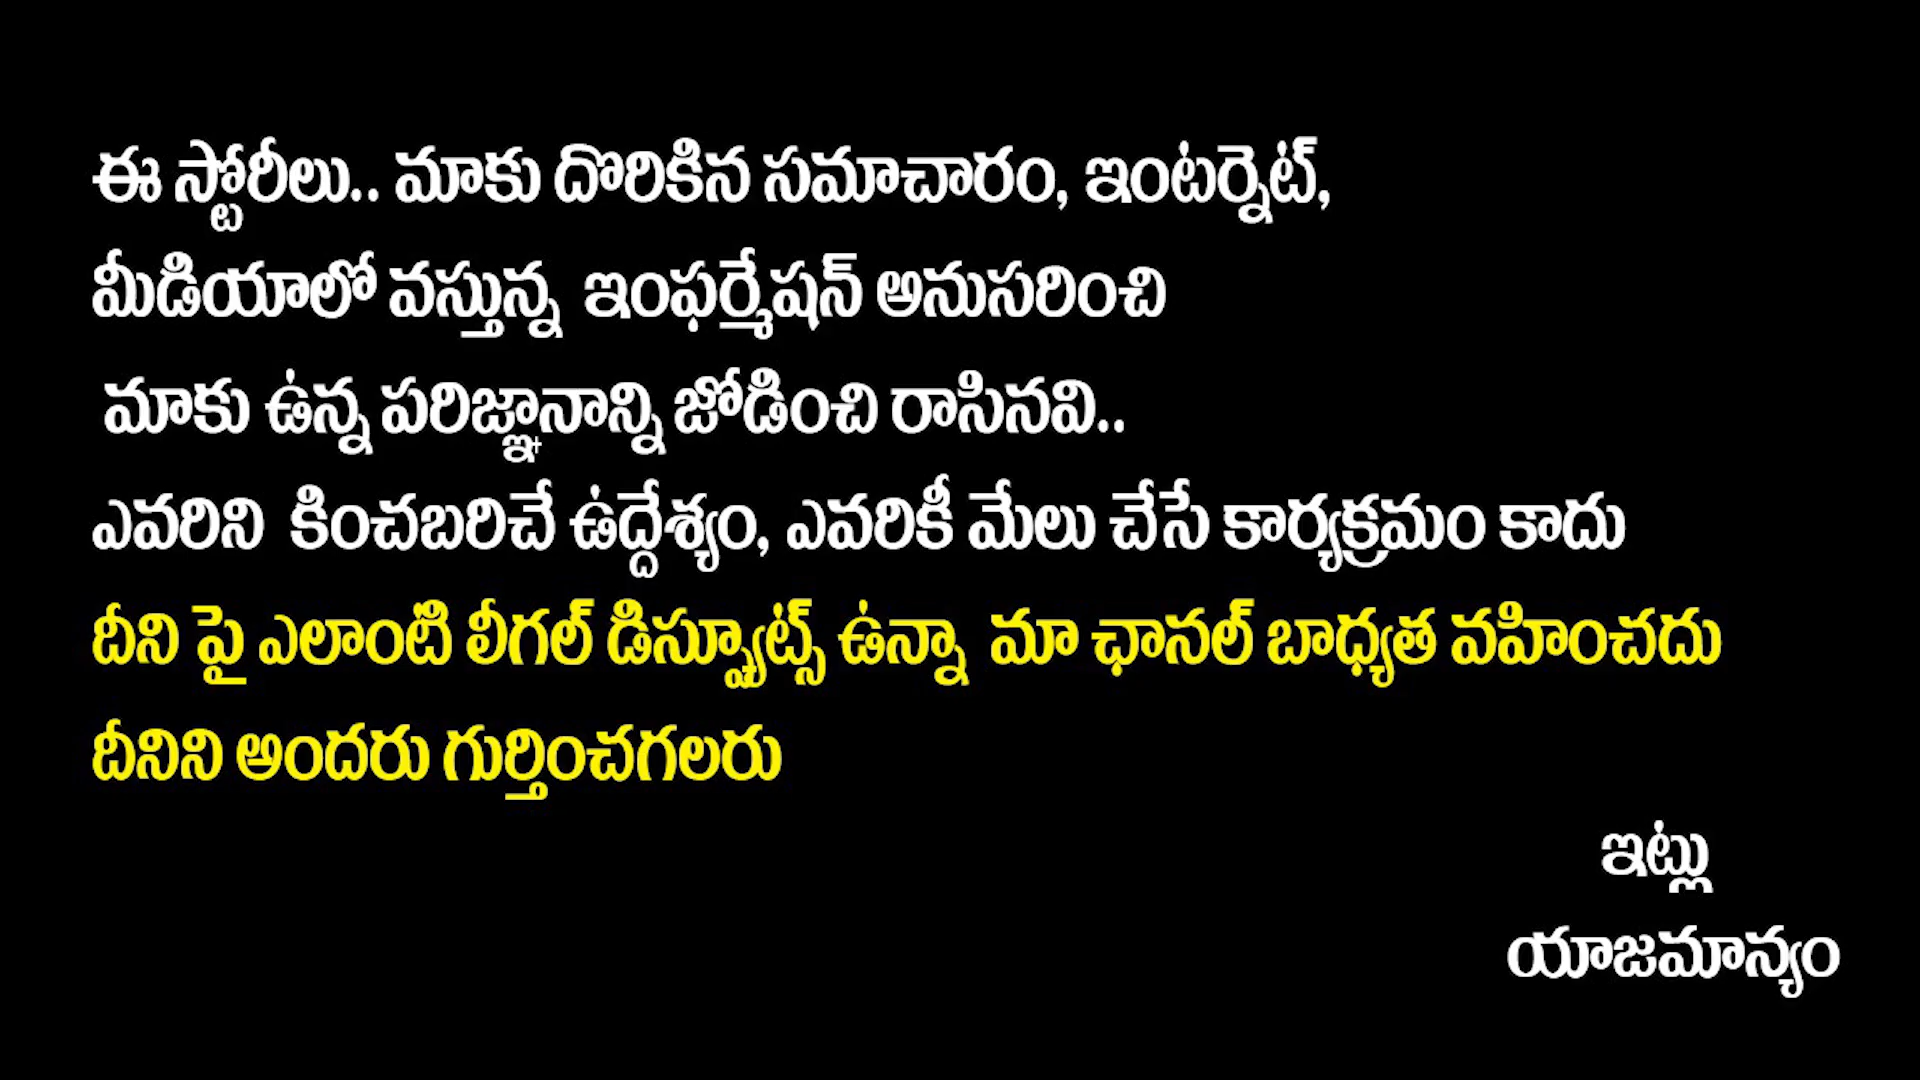 ఈ స్టోరీలు.. మాకు దొరికిన సమాచారం, ఇంటర్నెట్,
మీడియాలో వస్తున్న ఇంఫర్మేషన్ అనుసరించి
మాకు ఉన్న పరిజ్ఞానాన్ని జోడించి రాసినవి..
ఎవరిని కించబరిచే ఉద్దేశ్యం, ఎవరికీ మేలు చేసే కార్యక్రమం కాదు
దీని పై ఎలాంటి లీగల్ డిస్ప్యూట్స్ ఉన్నా మా ఛానల్ బాధ్యత వహించదు
దీనిని అందరు గుర్తించగలరు
ఇట్లు
యాజమాన్యం